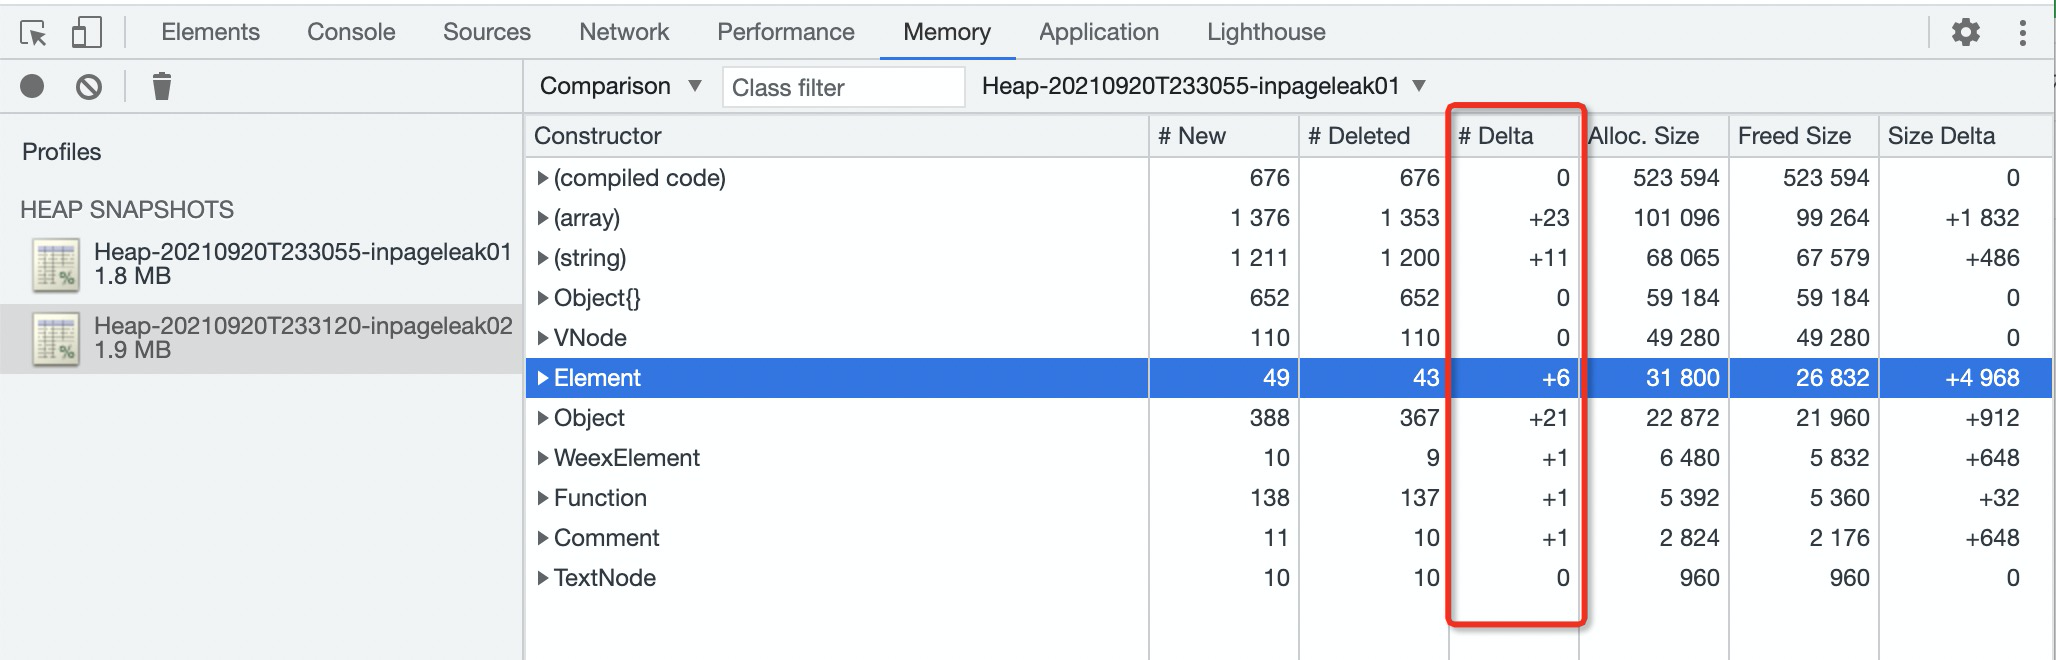 Elements Console Sources Network Performance Memory Application Lighthouse
Comparison ▼ Class filter Heap-20210920T233055-inpageleak01 ▼
Profiles
HEAP SNAPSHOTS
Heap-20210920T233055-inpageleak01
1.8 MB
Heap-20210920T233120-inpageleak02
1.9 MB
Constructor # New # Deleted # Delta Alloc. Size Freed Size Size Delta
(compiled code) 676 676 0 523 594 523 594 0
(array) 1 376 1 353 +23 101 096 99 264 +1 832
(string) 1 211 1 200 +11 68 065 67 579 +486
Object{} 652 652 0 59 184 59 184 0
VNode 110 110 0 49 280 49 280 0
Element 49 43 +6 31 800 26 832 +4 968
Object 388 367 +21 22 872 21 960 +912
WeexElement 10 9 +1 6 480 5 832 +648
Function 138 137 +1 5 392 5 360 +32
Comment 11 10 +1 2 824 2 176 +648
TextNode 10 10 0 960 960 0